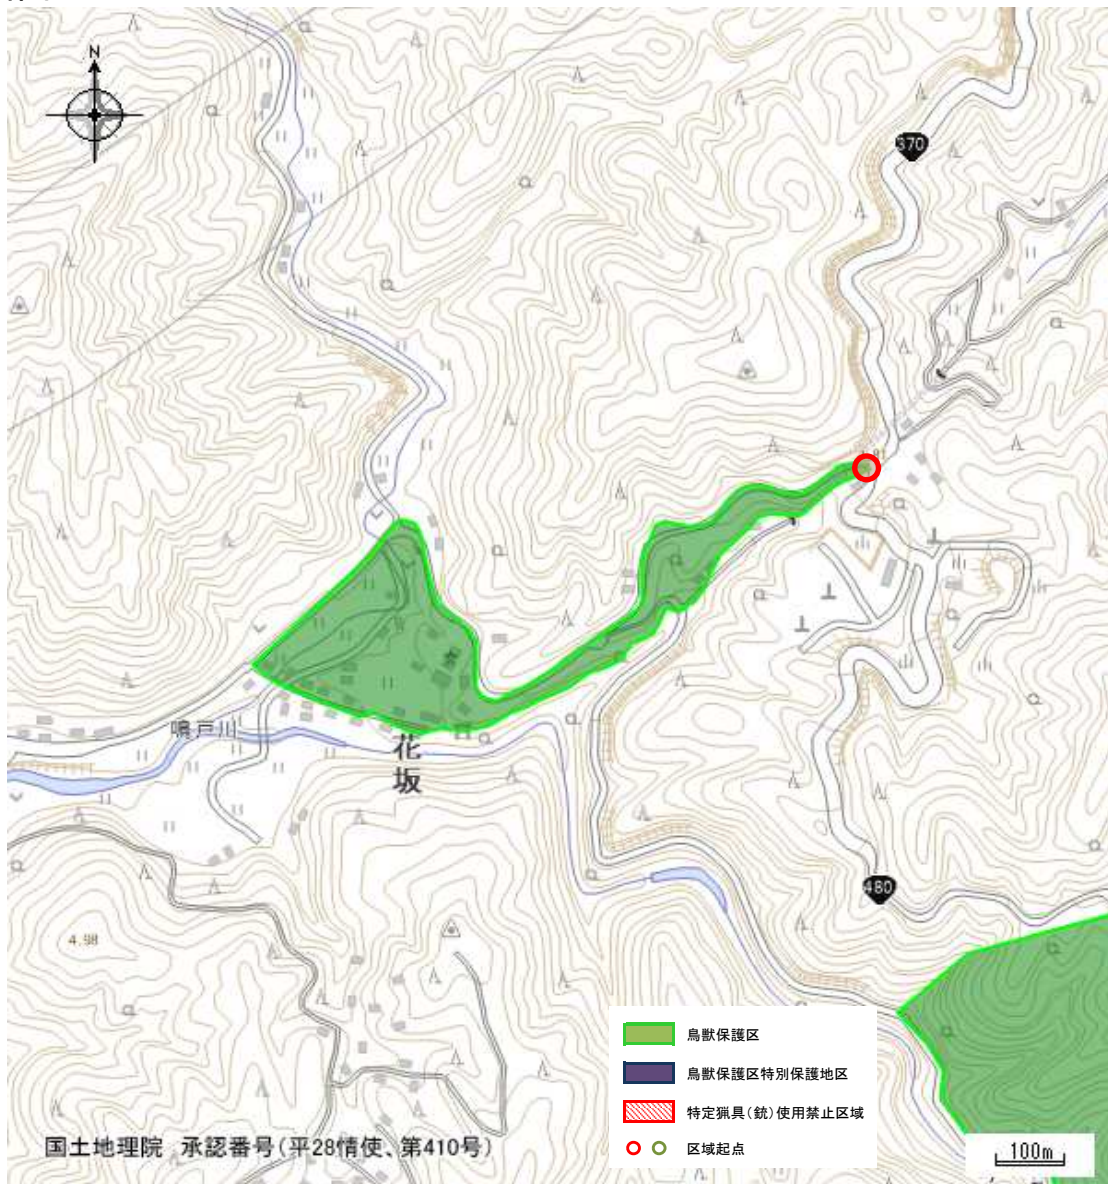 N
370
鳴戸川
花坂
480
4.98
鳥獣保護区
鳥獣保護区特別保護地区
特定猟具(銃)使用禁止区域
区域起点
国土地理院 承認番号(平28情使、第410号)
100m